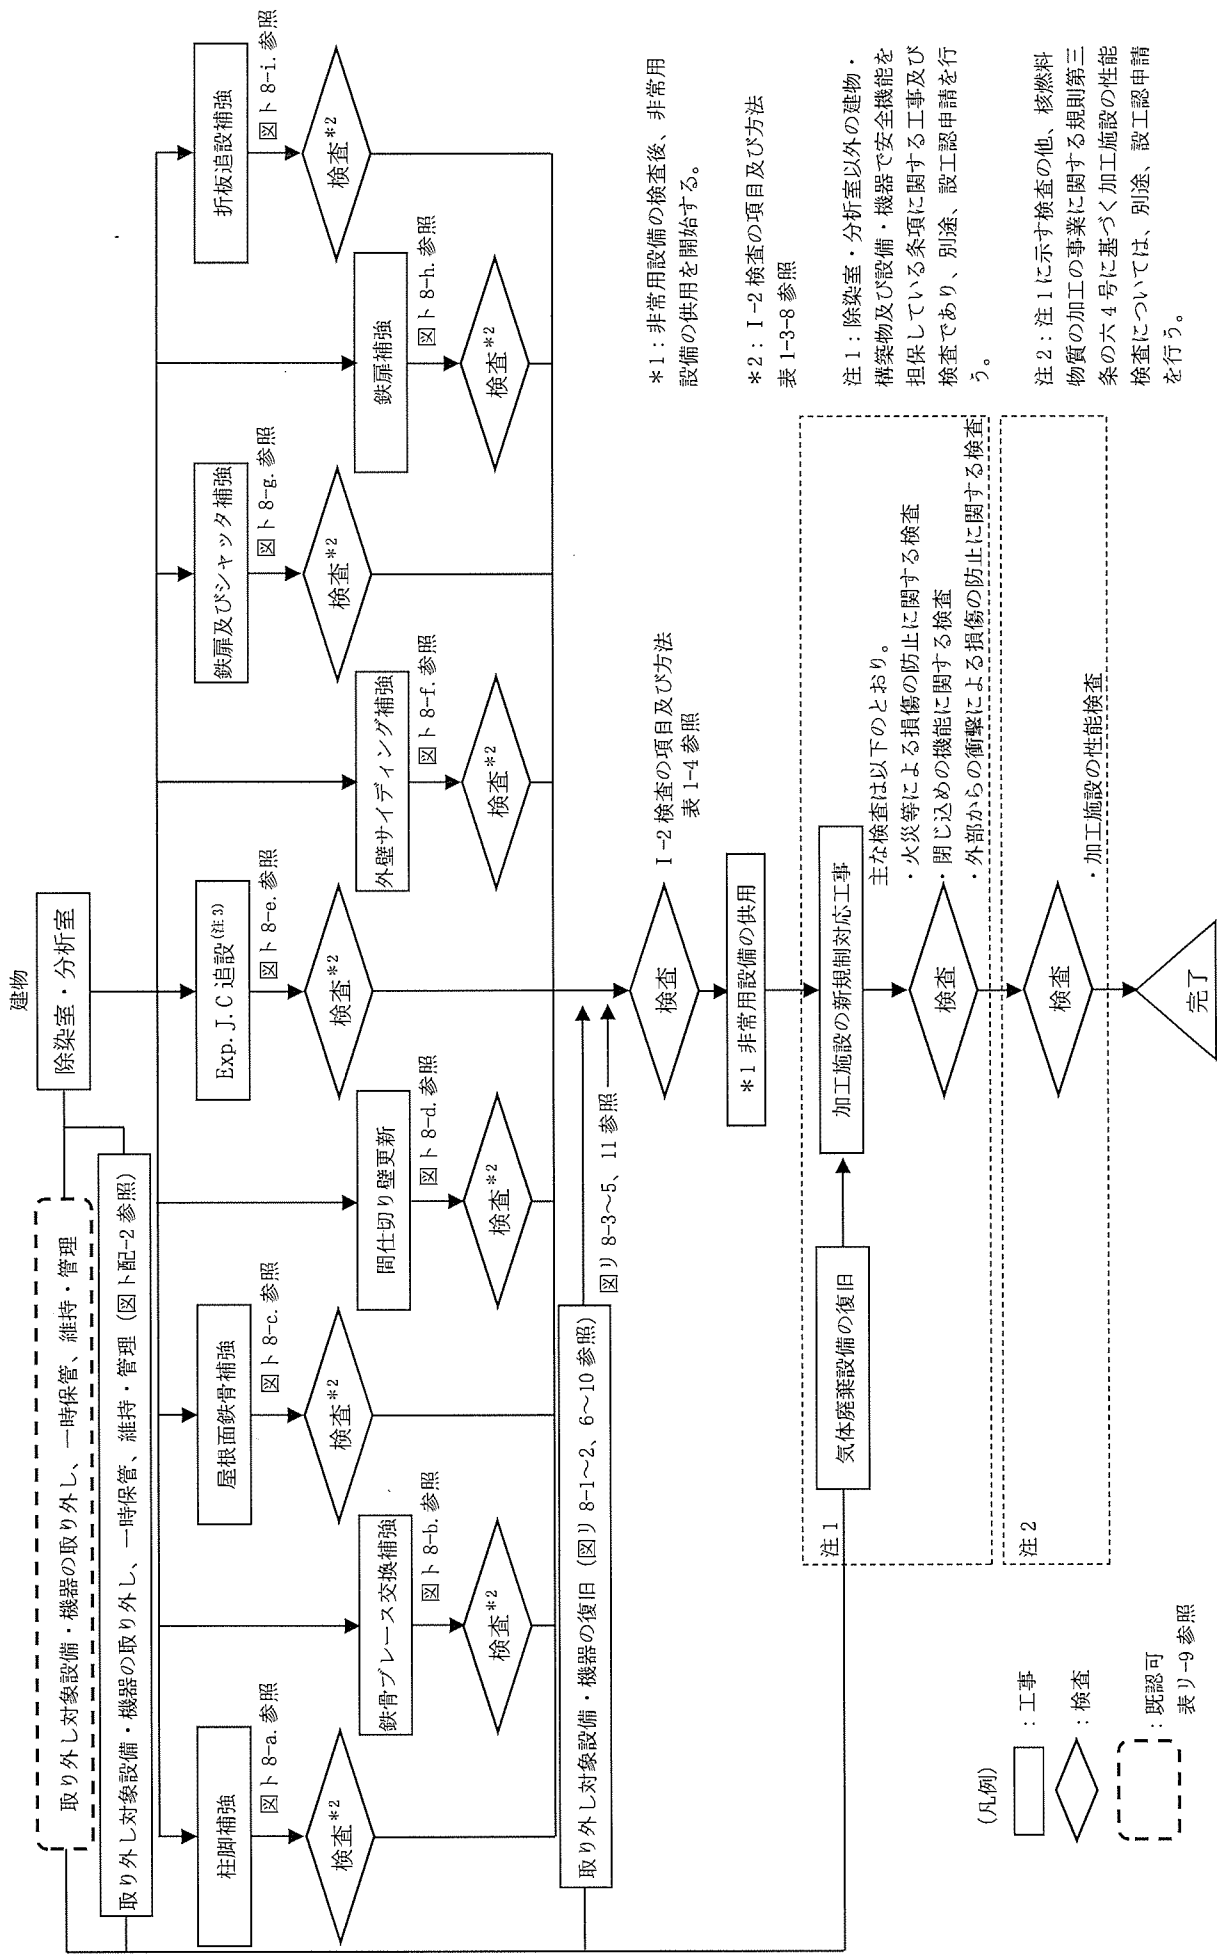 建物
除染室・分析室
取り外し対象設備・機器の取り外し、一時保管、維持・管理
取り外し対象設備・機器の取り外し、一時保管、維持・管理（図ト配-2 参照）
柱脚補強
図ト 8-a. 参照
検査*2
鉄骨ブレース交換補強
図ト 8-b. 参照
検査*2
屋根面鉄骨補強
図ト 8-c. 参照
検査*2
間仕切り壁更新
図ト 8-d. 参照
検査*2
Exp. J. C 追設(注3)
図ト 8-e. 参照
検査*2
外壁サイディング補強
図ト 8-f. 参照
検査*2
鉄扉及びシャッタ補強
図ト 8-g. 参照
検査*2
鉄扉補強
図ト 8-h. 参照
検査*2
折板追設補強
図ト 8-i. 参照
検査*2
取り外し対象設備・機器の復旧（図リ 8-1～2、6～10 参照）
図リ 8-3～5、11 参照
検査
Ⅰ-2 検査の項目及び方法
表 1-4 参照
*1 非常用設備の供用
注 1
気体廃棄設備の復旧
加工施設の新規制対応工事
主な検査は以下のとおり。
・火災等による損傷の防止に関する検査
・閉じ込めの機能に関する検査
・外部からの衝撃による損傷の防止に関する検査
検査
注 2
検査
・加工施設の性能検査
完了
*1：非常用設備の検査後、非常用
設備の供用を開始する。
*2：Ⅰ-2 検査の項目及び方法
表 1-3-8 参照
注 1：除染室・分析室以外の建物・
構築物及び設備・機器で安全機能を
担保している条項に関する工事及び
検査であり、別途、設工認申請を行
う。
注 2：注 1 に示す検査の他、核燃料
物質の加工の事業に関する規則第三
条の六 4 号に基づく加工施設の性能
検査については、別途、設工認申請
を行う。
(凡例)
：工事
：検査
：既認可
表リ-9 参照